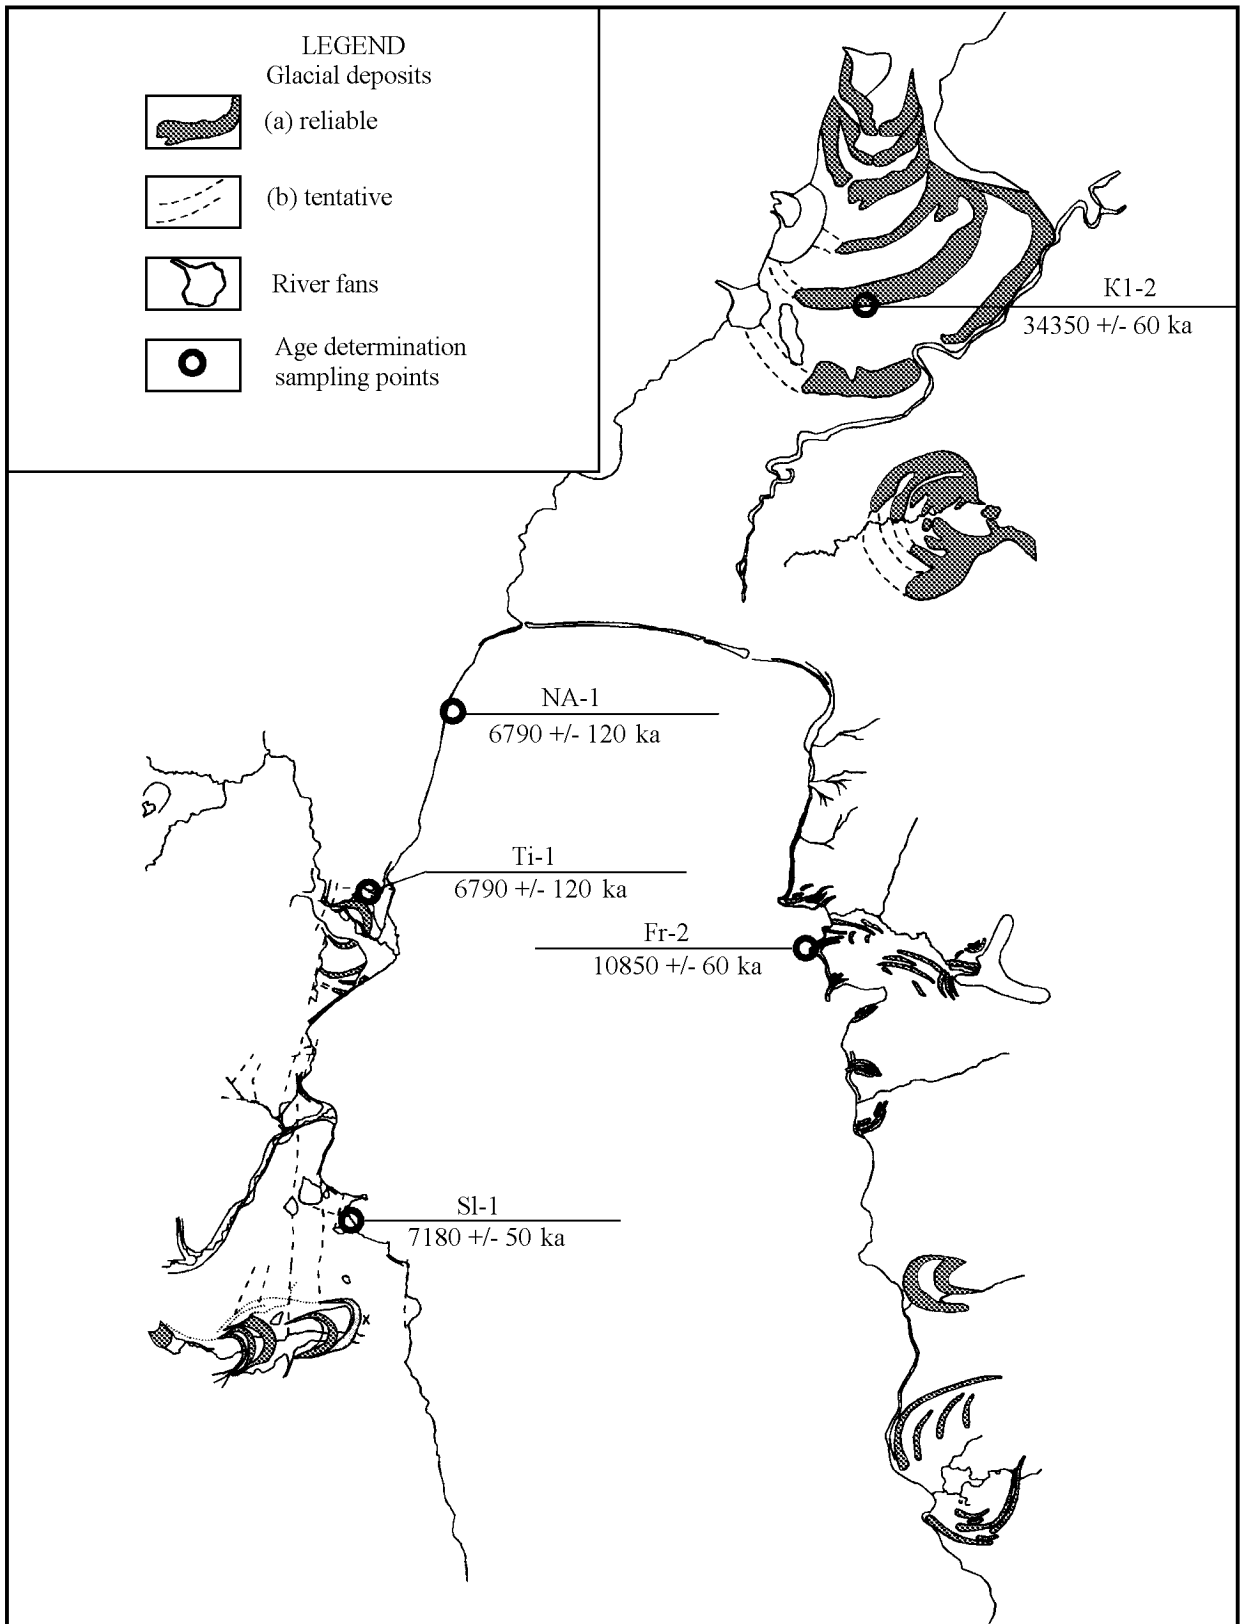 LEGEND
Glacial deposits
(a) reliable
(b) tentative
River fans
Age determination
sampling points
K1-2
34350 +/- 60 ka
NA-1
6790 +/- 120 ka
Ti-1
6790 +/- 120 ka
Fr-2
10850 +/- 60 ka
Sl-1
7180 +/- 50 ka
x